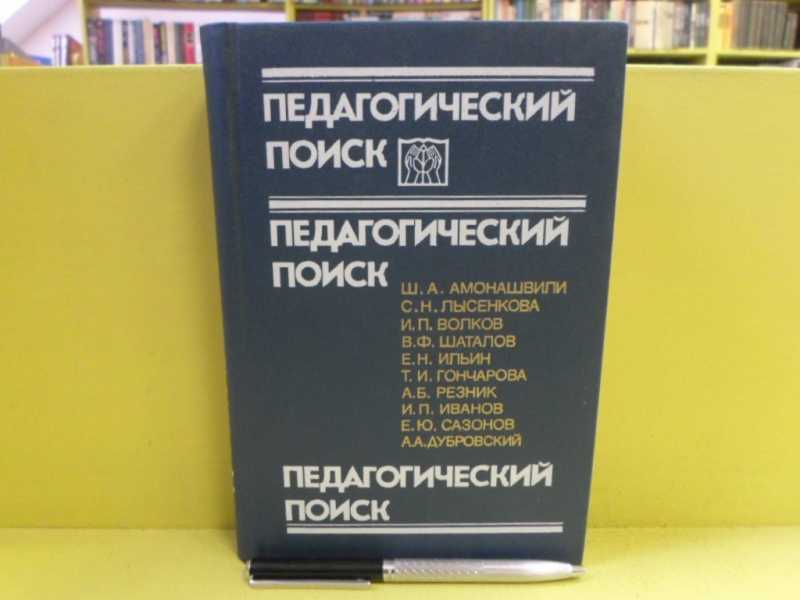 ПЕДАГОГИЧЕСКИЙ
ПОИСК
ПЕДАГОГИЧЕСКИЙ
ПОИСК
Ш. А. АМОНАШВИЛИ
С. Н. ЛЫСЕНКОВА
И. П. ВОЛКОВ
В. Ф. ШАТАЛОВ
Е. Н. ИЛЬИН
Т. И. ГОНЧАРОВА
А. Б. РЕЗНИК
И. П. ИВАНОВ
Е. Ю. САЗОНОВ
А. А. ДУБРОВСКИЙ
ПЕДАГОГИЧЕСКИЙ
ПОИСК